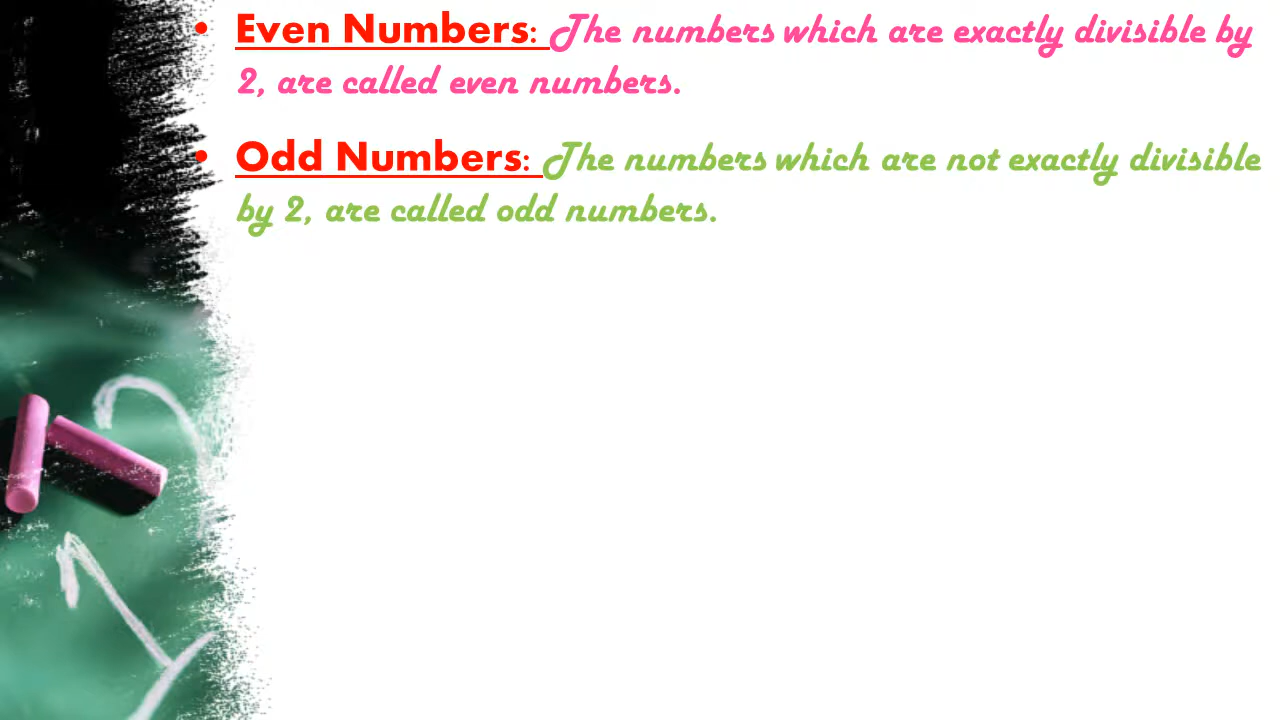 • Even Numbers: The numbers which are exactly divisible by
2, are called even numbers.
• Odd Numbers: The numbers which are not exactly divisible
by 2, are called odd numbers.